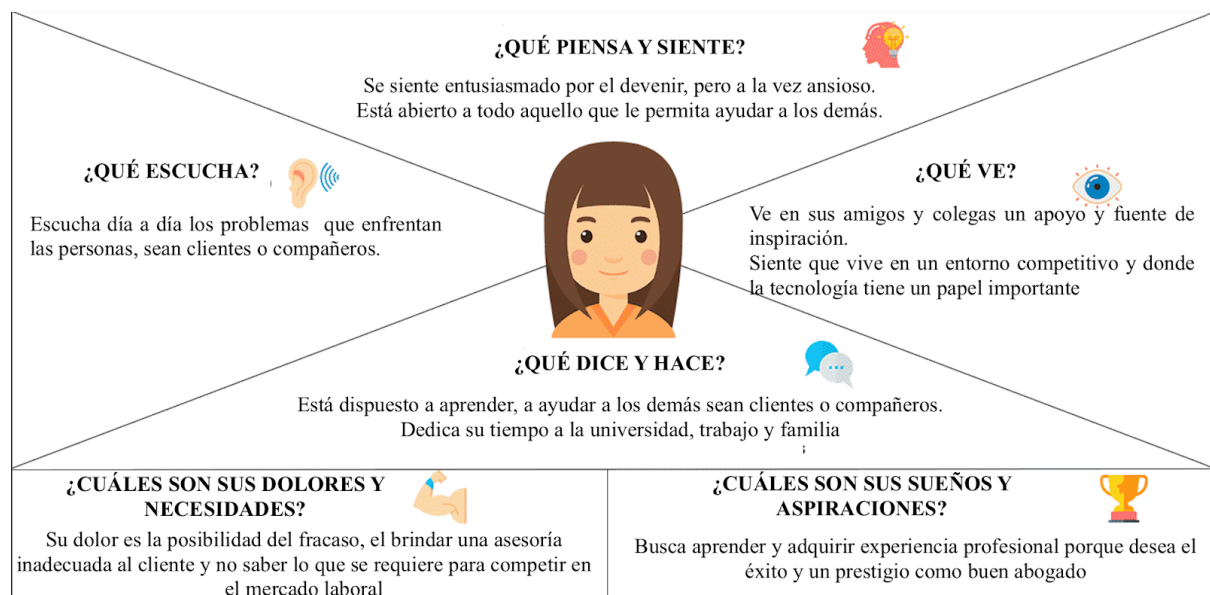 ¿QUÉ PIENSA Y SIENTE?
Se siente entusiasmado por el devenir, pero a la vez ansioso.
Está abierto a todo aquello que le permita ayudar a los demás.
¿QUÉ ESCUCHA?
Escucha día a día los problemas que enfrentan
las personas, sean clientes o compañeros.
¿QUÉ VE?
Ve en sus amigos y colegas un apoyo y fuente de
inspiración.
Siente que vive en un entorno competitivo y donde
la tecnología tiene un papel importante
¿QUÉ DICE Y HACE?
Está dispuesto a aprender, a ayudar a los demás sean clientes o compañeros.
Dedica su tiempo a la universidad, trabajo y familia
;
¿CUÁLES SON SUS DOLORES Y
NECESIDADES?
Su dolor es la posibilidad del fracaso, el brindar una asesoría
inadecuada al cliente y no saber lo que se requiere para competir en
el mercado laboral
¿CUÁLES SON SUS SUEÑOS Y
ASPIRACIONES?
Busca aprender y adquirir experiencia profesional porque desea el
éxito y un prestigio como buen abogado